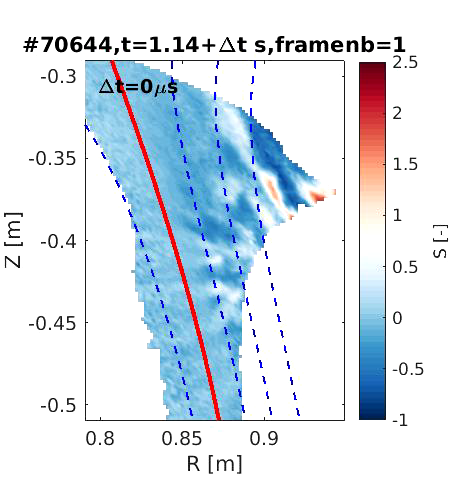 #70644,t=1.14+Δt s,framenb=1
Δt=0μs
-0.3
-0.35
-0.4
-0.45
-0.5
Z [m]
0.8 0.85 0.9
R [m]
2.5
2
1.5
1
0.5
0
-0.5
-1
S [-]